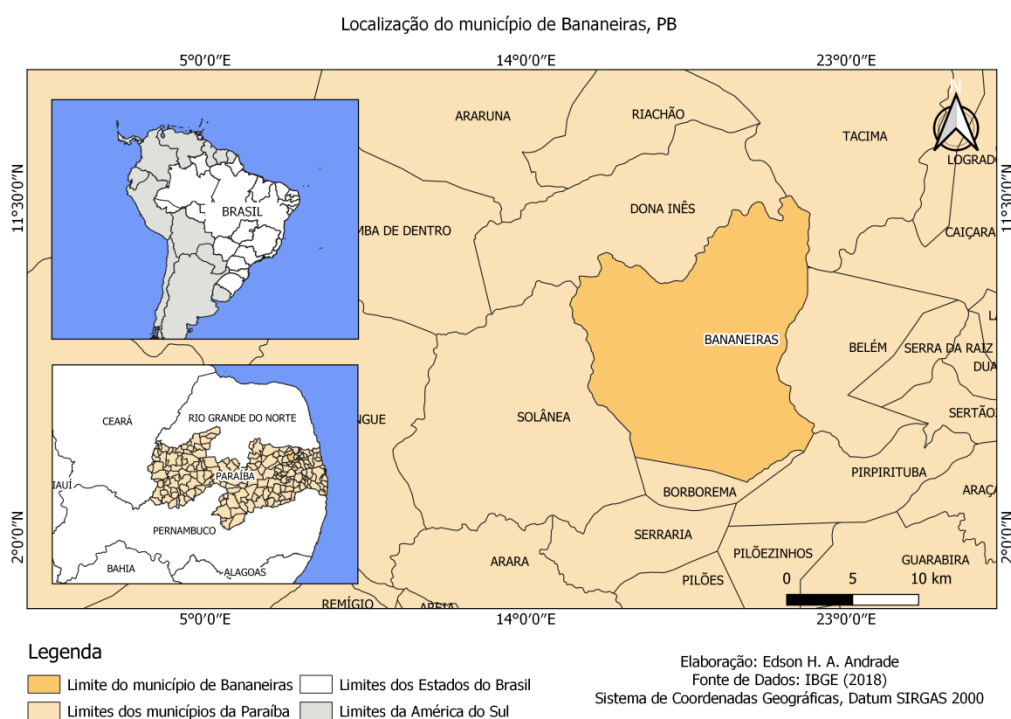 Localização do município de Bananeiras, PB
5°0'0"E 14°0'0"E 23°0'0"E
11°30'0"N
11°30'0"N
N
ARARUNA
RIACHÃO
TACIMA
LOGRADO
BRASIL
MBA DE DENTRO
DONA INÊS
CAIÇARA
BANANEIRAS
BELÉM
SERRA DA RAIZ
DUA
SERTÃO
CEARÁ
RIO GRANDE DO NORTE
NGUE
SOLÂNEA
PARAÍBA
IAUÍ
PIRPIRITUBA
BORBOREMA
ARAÇA
PERNAMBUCO
SERRARIA
2°0'0"N
2°0'0"N
BAHIA
ALAGOAS
ARARA
PILÕEZINHOS
GUARABIRA
PILÕES
0 5 10 km
REMÍGIO
AREIA
5°0'0"E 14°0'0"E 23°0'0"E
Legenda
Limite do município de Bananeiras
Limites dos Estados do Brasil
Limites dos municípios da Paraíba
Limites da América do Sul
Elaboração: Edson H. A. Andrade
Fonte de Dados: IBGE (2018)
Sistema de Coordenadas Geográficas, Datum SIRGAS 2000